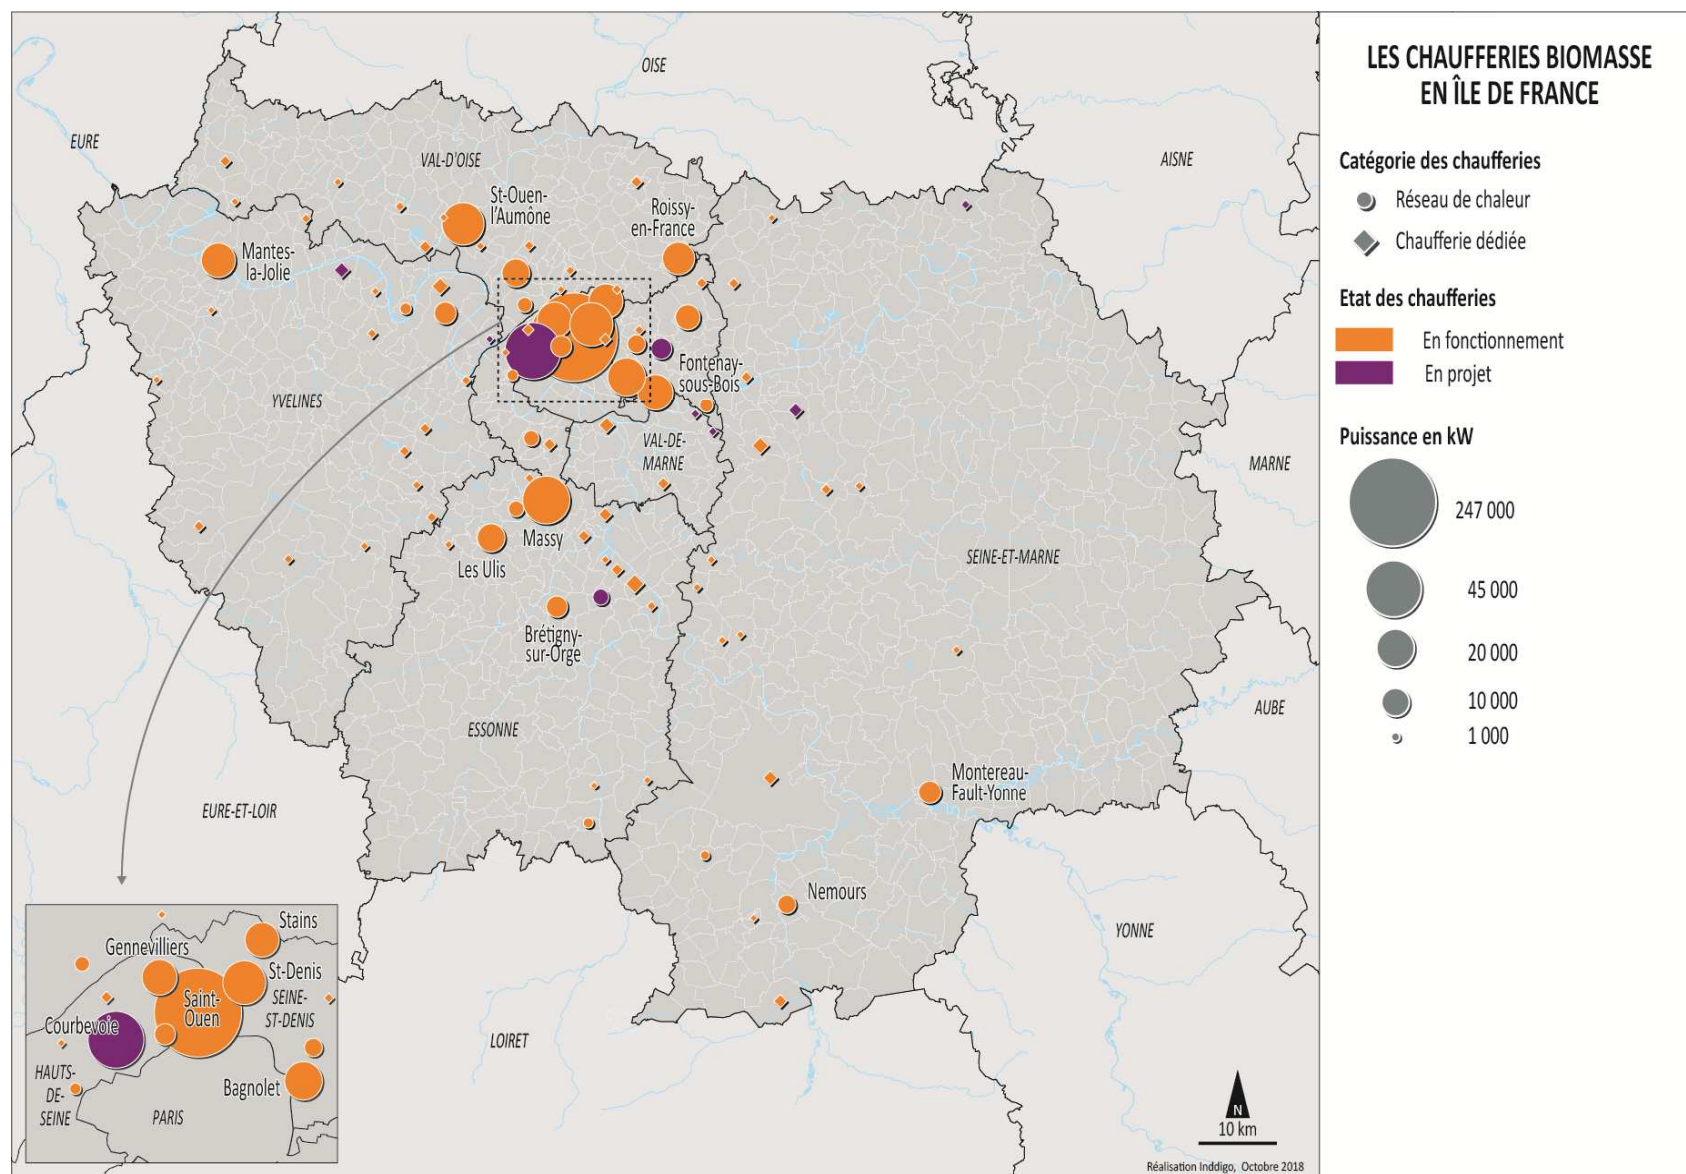 OISE
EURE
VAL-D'OISE
AISNE
St-Ouen-
l'Aumône
Roissy-
en-France
Mantes-
la-Jolie
Fontenay-
sous-Bois
YVELINES
VAL-DE-
MARNE
MARNE
Massy
Les Ulis
SEINE-ET-MARNE
Brétigny-
sur-Orge
ESSONNE
AUBE
Montereau-
Fault-Yonne
EURE-ET-LOIR
Nemours
YONNE
LOIRET
Stains
Gennevilliers
St-Denis
Saint-
Ouen
SEINE-
ST-DENIS
Courbevoie
HAUTS-
DE-
SEINE
Bagnolet
PARIS
N
10 km
Réalisation Inddigo, Octobre 2018
LES CHAUFFERIES BIOMASSE
EN ÎLE DE FRANCE
Catégorie des chaufferies
Réseau de chaleur
Chaufferie dédiée
Etat des chaufferies
En fonctionnement
En projet
Puissance en kW
247 000
45 000
20 000
10 000
1 000